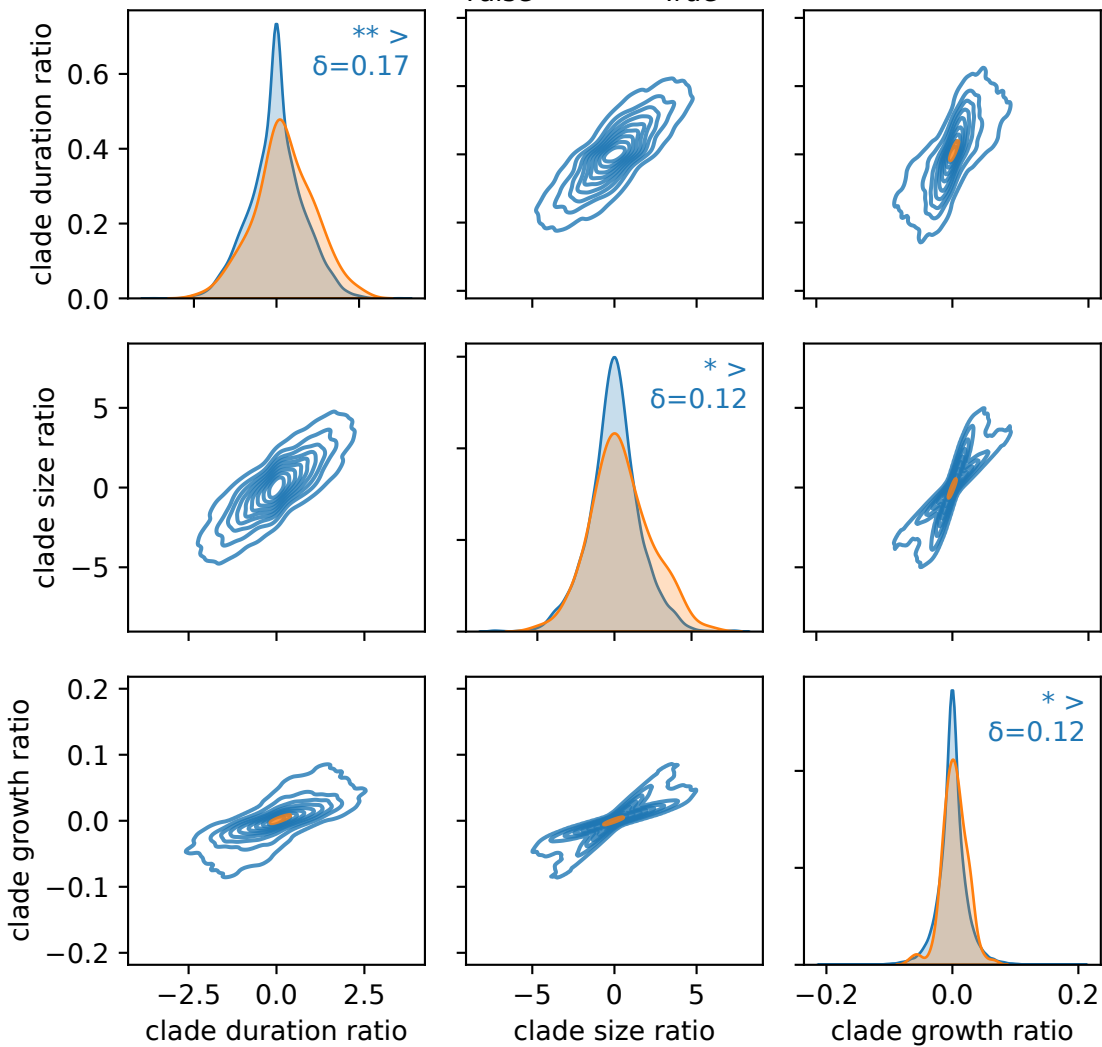 ** >
δ=0.17
clade duration ratio
0.6
0.4
0.2
0.0
* >
δ=0.12
clade size ratio
5
0
−5
* >
δ=0.12
clade growth ratio
0.2
0.1
0.0
−0.1
−0.2
−2.5 0.0 2.5
−5 0 5
−0.2 0.0 0.2
clade duration ratio
clade size ratio
clade growth ratio